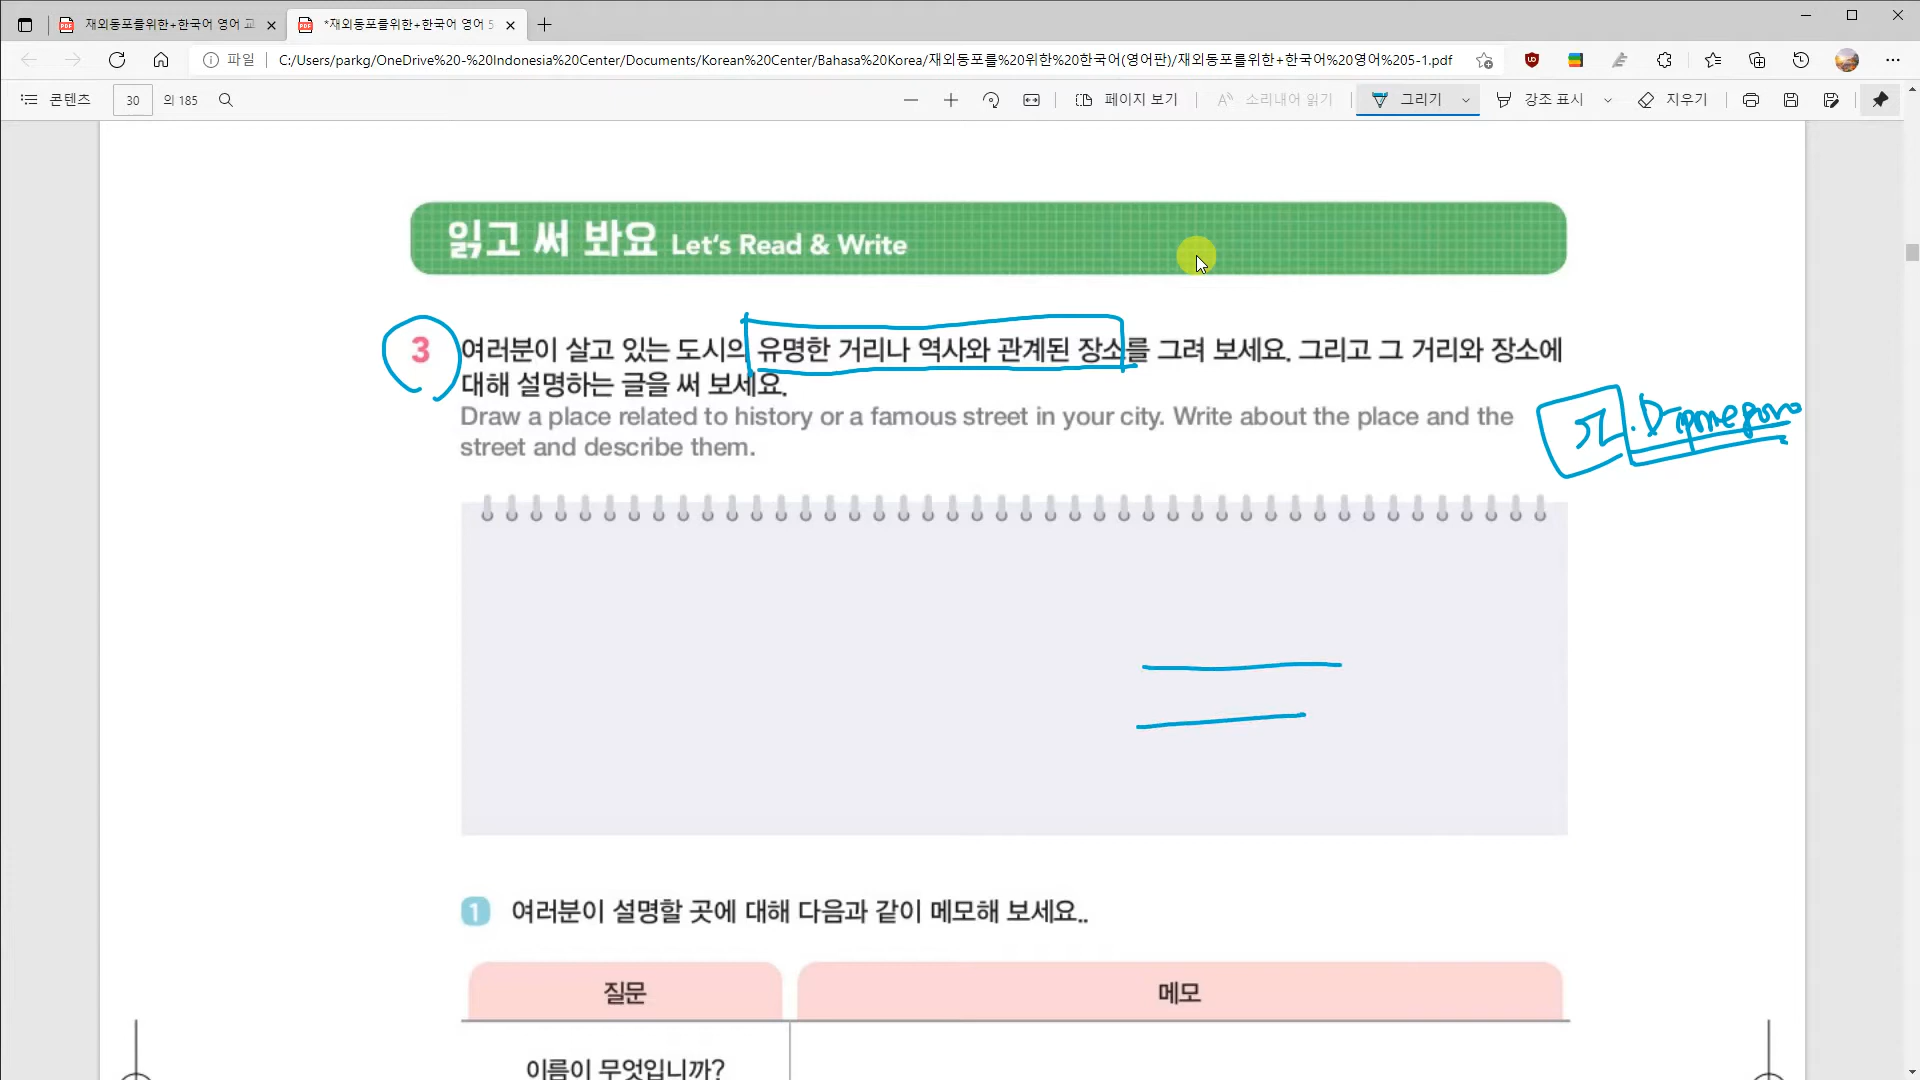 재외동포를위한+한국어 영어 교
*재외동포를위한+한국어 영어 5
파일
C:/Users/parkg/OneDrive%20-%20Indonesia%20Center/Documents/Korean%20Center/Bahasa%20Korea/재외동포를%20위한%20한국어(영어판)/재외동포를위한+한국어%20영어%205-1.pdf
콘텐츠 30 의 185 페이지 보기 소리내어 읽기 그리기 강조 표시 지우기
읽고 써 봐요 Let's Read & Write
3 여러분이 살고 있는 도시의 유명한 거리나 역사와 관계된 장소를 그려 보세요. 그리고 그 거리와 장소에
대해 설명하는 글을 써 보세요.
Draw a place related to history or a famous street in your city. Write about the place and the
street and describe them.
Jl. Diponegoro
1 여러분이 설명할 곳에 대해 다음과 같이 메모해 보세요..
질문 메모
이름이 무엇입니까?